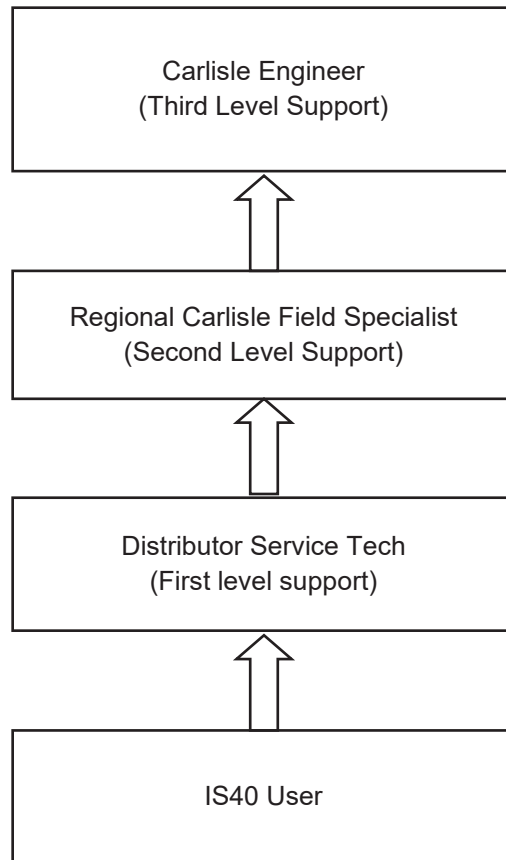 Carlisle Engineer
(Third Level Support)
Regional Carlisle Field Specialist
(Second Level Support)
Distributor Service Tech
(First level support)
IS40 User